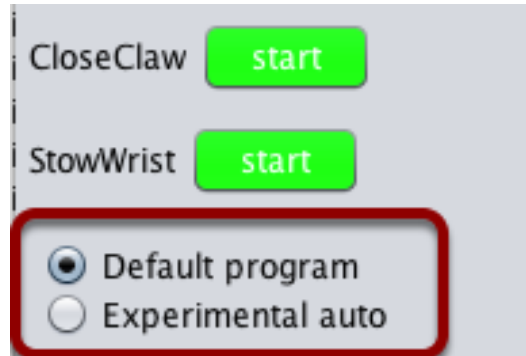 CloseClaw start
StowWrist start
Default program
Experimental auto